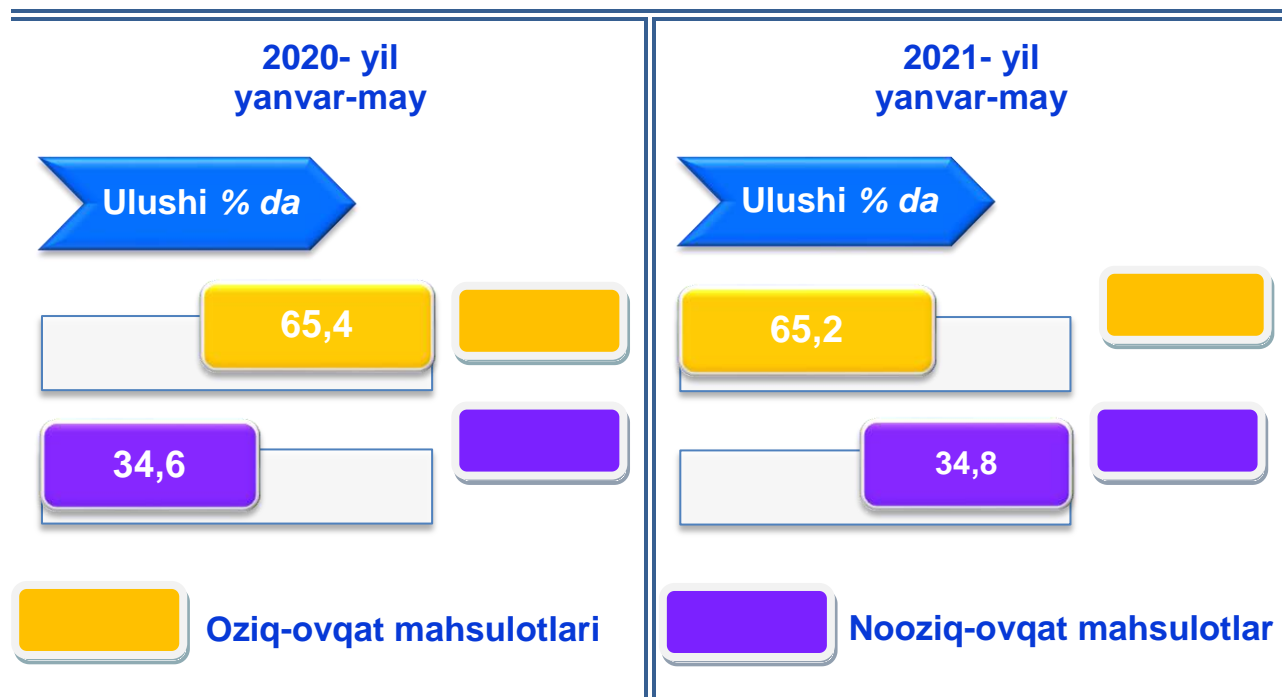 2020- yil
yanvar-may
Ulushi % da
65,4
34,6
2021- yil
yanvar-may
Ulushi % da
65,2
34,8
Oziq-ovqat mahsulotlari
Nooziq-ovqat mahsulotlar